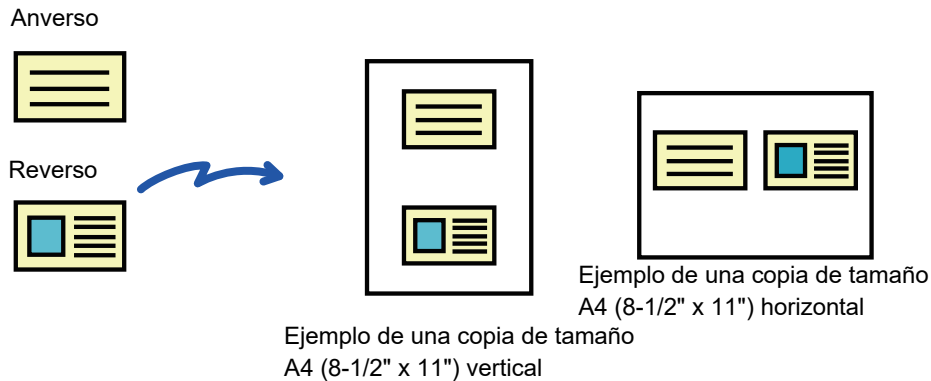 Anverso
Reverso
Ejemplo de una copia de tamaño
A4 (8-1/2" x 11") vertical
Ejemplo de una copia de tamaño
A4 (8-1/2" x 11") horizontal